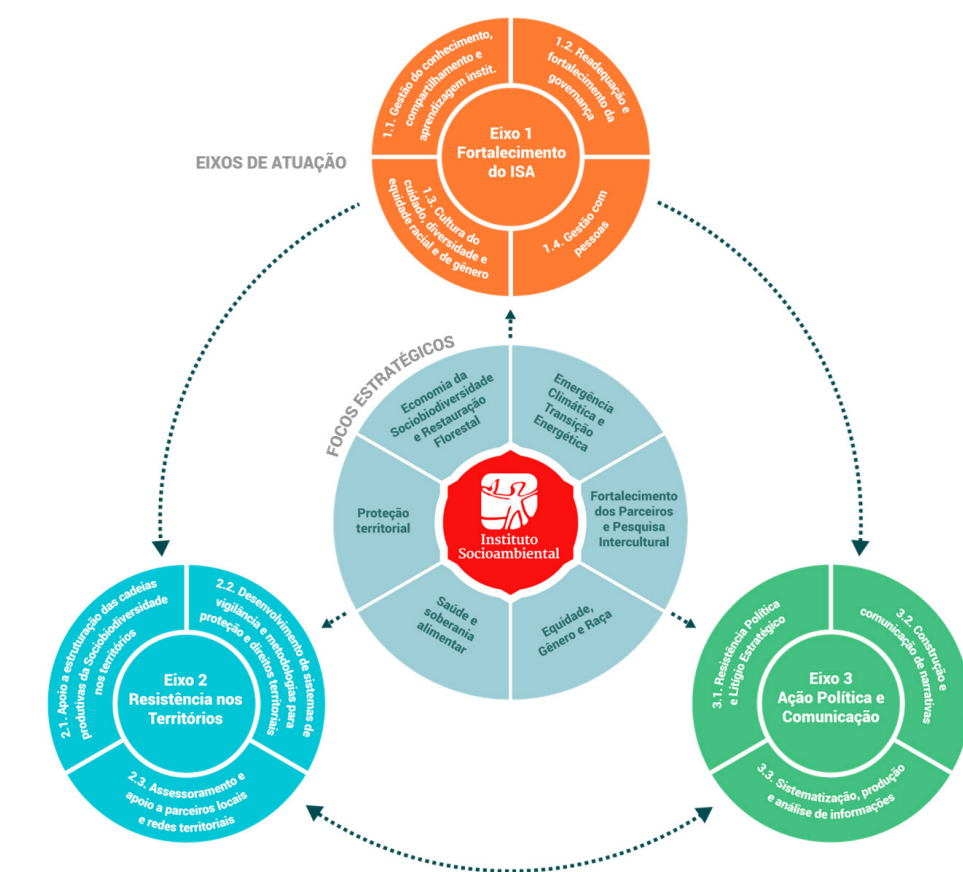 EIXOS DE ATUAÇÃO
1.1. Gestão do conhecimento,
compartilhamento e
aprendizagem instit.
1.2. Readequação e
fortalecimento da
governança
Eixo 1
Fortalecimento
do ISA
1.3. Cultura do
cuidado, diversidade e
equidade racial e de gênero
1.4. Gestão com
pessoas
FOCOS ESTRATÉGICOS
Economia da
Sociobiodiversidade
e Restauração
Florestal
Emergência
Climática e
Transição
Energética
Proteção
territorial
Instituto
Socioambiental
Fortalecimento
dos Parceiros
e Pesquisa
Intercultural
Saúde e
soberania
alimentar
Equidade,
Gênero e Raça
2.1. Apoio a estruturação das cadeias
produtivas da Sociobiodiversidade
nos territórios
2.2. Desenvolvimento de sistemas de
vigilância e metodologias para
proteção e direitos territoriais
Eixo 2
Resistência nos
Territórios
2.3. Assessoramento e
apoio a parceiros locais
e redes territoriais
3.1. Resistência Política
e Litígio Estratégico
3.2. Construção e
comunicação de narrativas
Eixo 3
Ação Política e
Comunicação
3.3. Sistematização, produção
e análise de informações